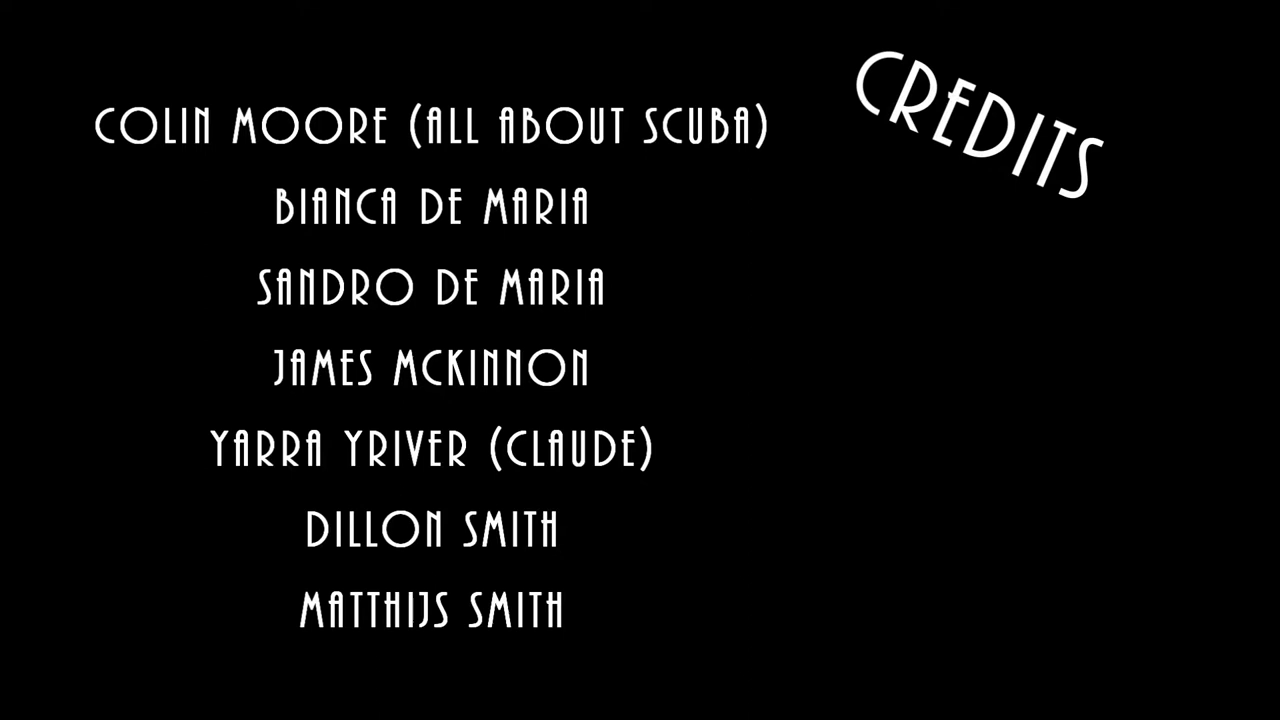 CREDITS
COLIN MOORE (ALL ABOUT SCUBA)
BIANCA DE MARIA
SANDRO DE MARIA
JAMES MCKINNON
YARRA YRIVER (CLAUDE)
DILLON SMITH
MATTHIJS SMITH